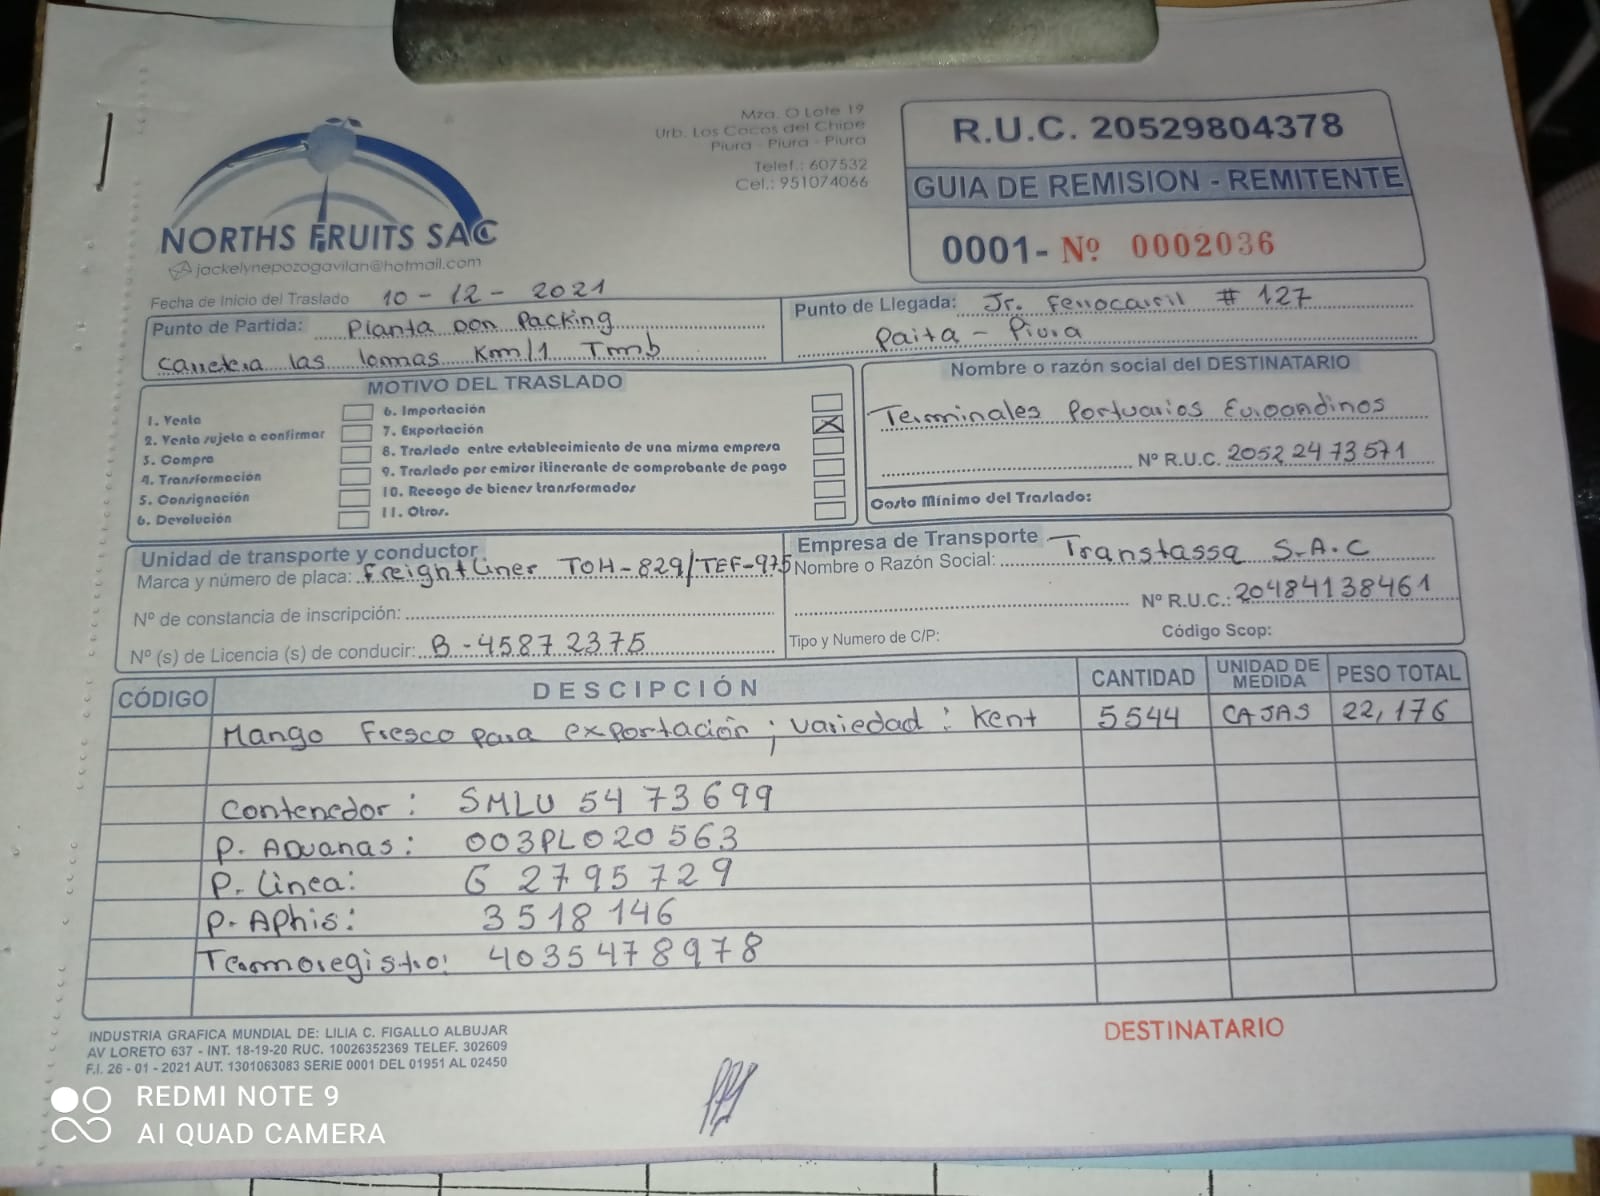 Mza. O Lote 19
Urb. Los Cocos del Chipe
Piura - Piura - Piura
Telef.: 607532
Cel.: 951074066
NORTHS FRUITS SAC
jackelynepozogavilan@hotmail.com
R.U.C. 20529804378
GUIA DE REMISION - REMITENTE
0001- Nº 0002036
Fecha de Inicio del Traslado 10-12-2021
Punto de Partida: Planta Don Packing
Carretera las lomas Km11 Tmb
Punto de Llegada: Jr. Ferrocarril # 127
Paita - Piura
MOTIVO DEL TRASLADO
1. Venta
2. Venta sujeta a confirmar
3. Compra
4. Transformación
5. Consignación
6. Devolución
6. Importación
7. Exportación
8. Traslado entre establecimiento de una misma empresa
9. Traslado por emisor itinerante de comprobante de pago
10. Recogo de bienes transformados
11. Otros.
Nombre o razón social del DESTINATARIO
Terminales Portuarios Euroandinos
Nº R.U.C. 20522473571
Costo Mínimo del Traslado:
Unidad de transporte y conductor
Marca y número de placa: Freightliner TOH-829/TEF-975
Nº de constancia de inscripción:
Nº (s) de Licencia (s) de conducir: B-45872375
Empresa de Transporte
Nombre o Razón Social: Transtassa S.A.C
Nº R.U.C.: 20484138461
Tipo y Numero de C/P:
Código Scop:
CÓDIGO DESCIPCIÓN CANTIDAD UNIDAD DE MEDIDA PESO TOTAL
Mango Fresco para exportación; variedad: Kent 5544 CAJAS 22,176
Contenedor: SMLU 5473699
P. ADuanas: 003PL020563
P. Linea: G 2795729
P. Aphis: 3518146
Termoregistro: 4035478978
INDUSTRIA GRAFICA MUNDIAL DE: LILIA C. FIGALLO ALBUJAR
AV LORETO 637 - INT. 18-19-20 RUC. 10026352369 TELEF. 302609
F.I. 26 - 01 - 2021 AUT. 1301063083 SERIE 0001 DEL 01951 AL 02450
DESTINATARIO
REDMI NOTE 9
AI QUAD CAMERA